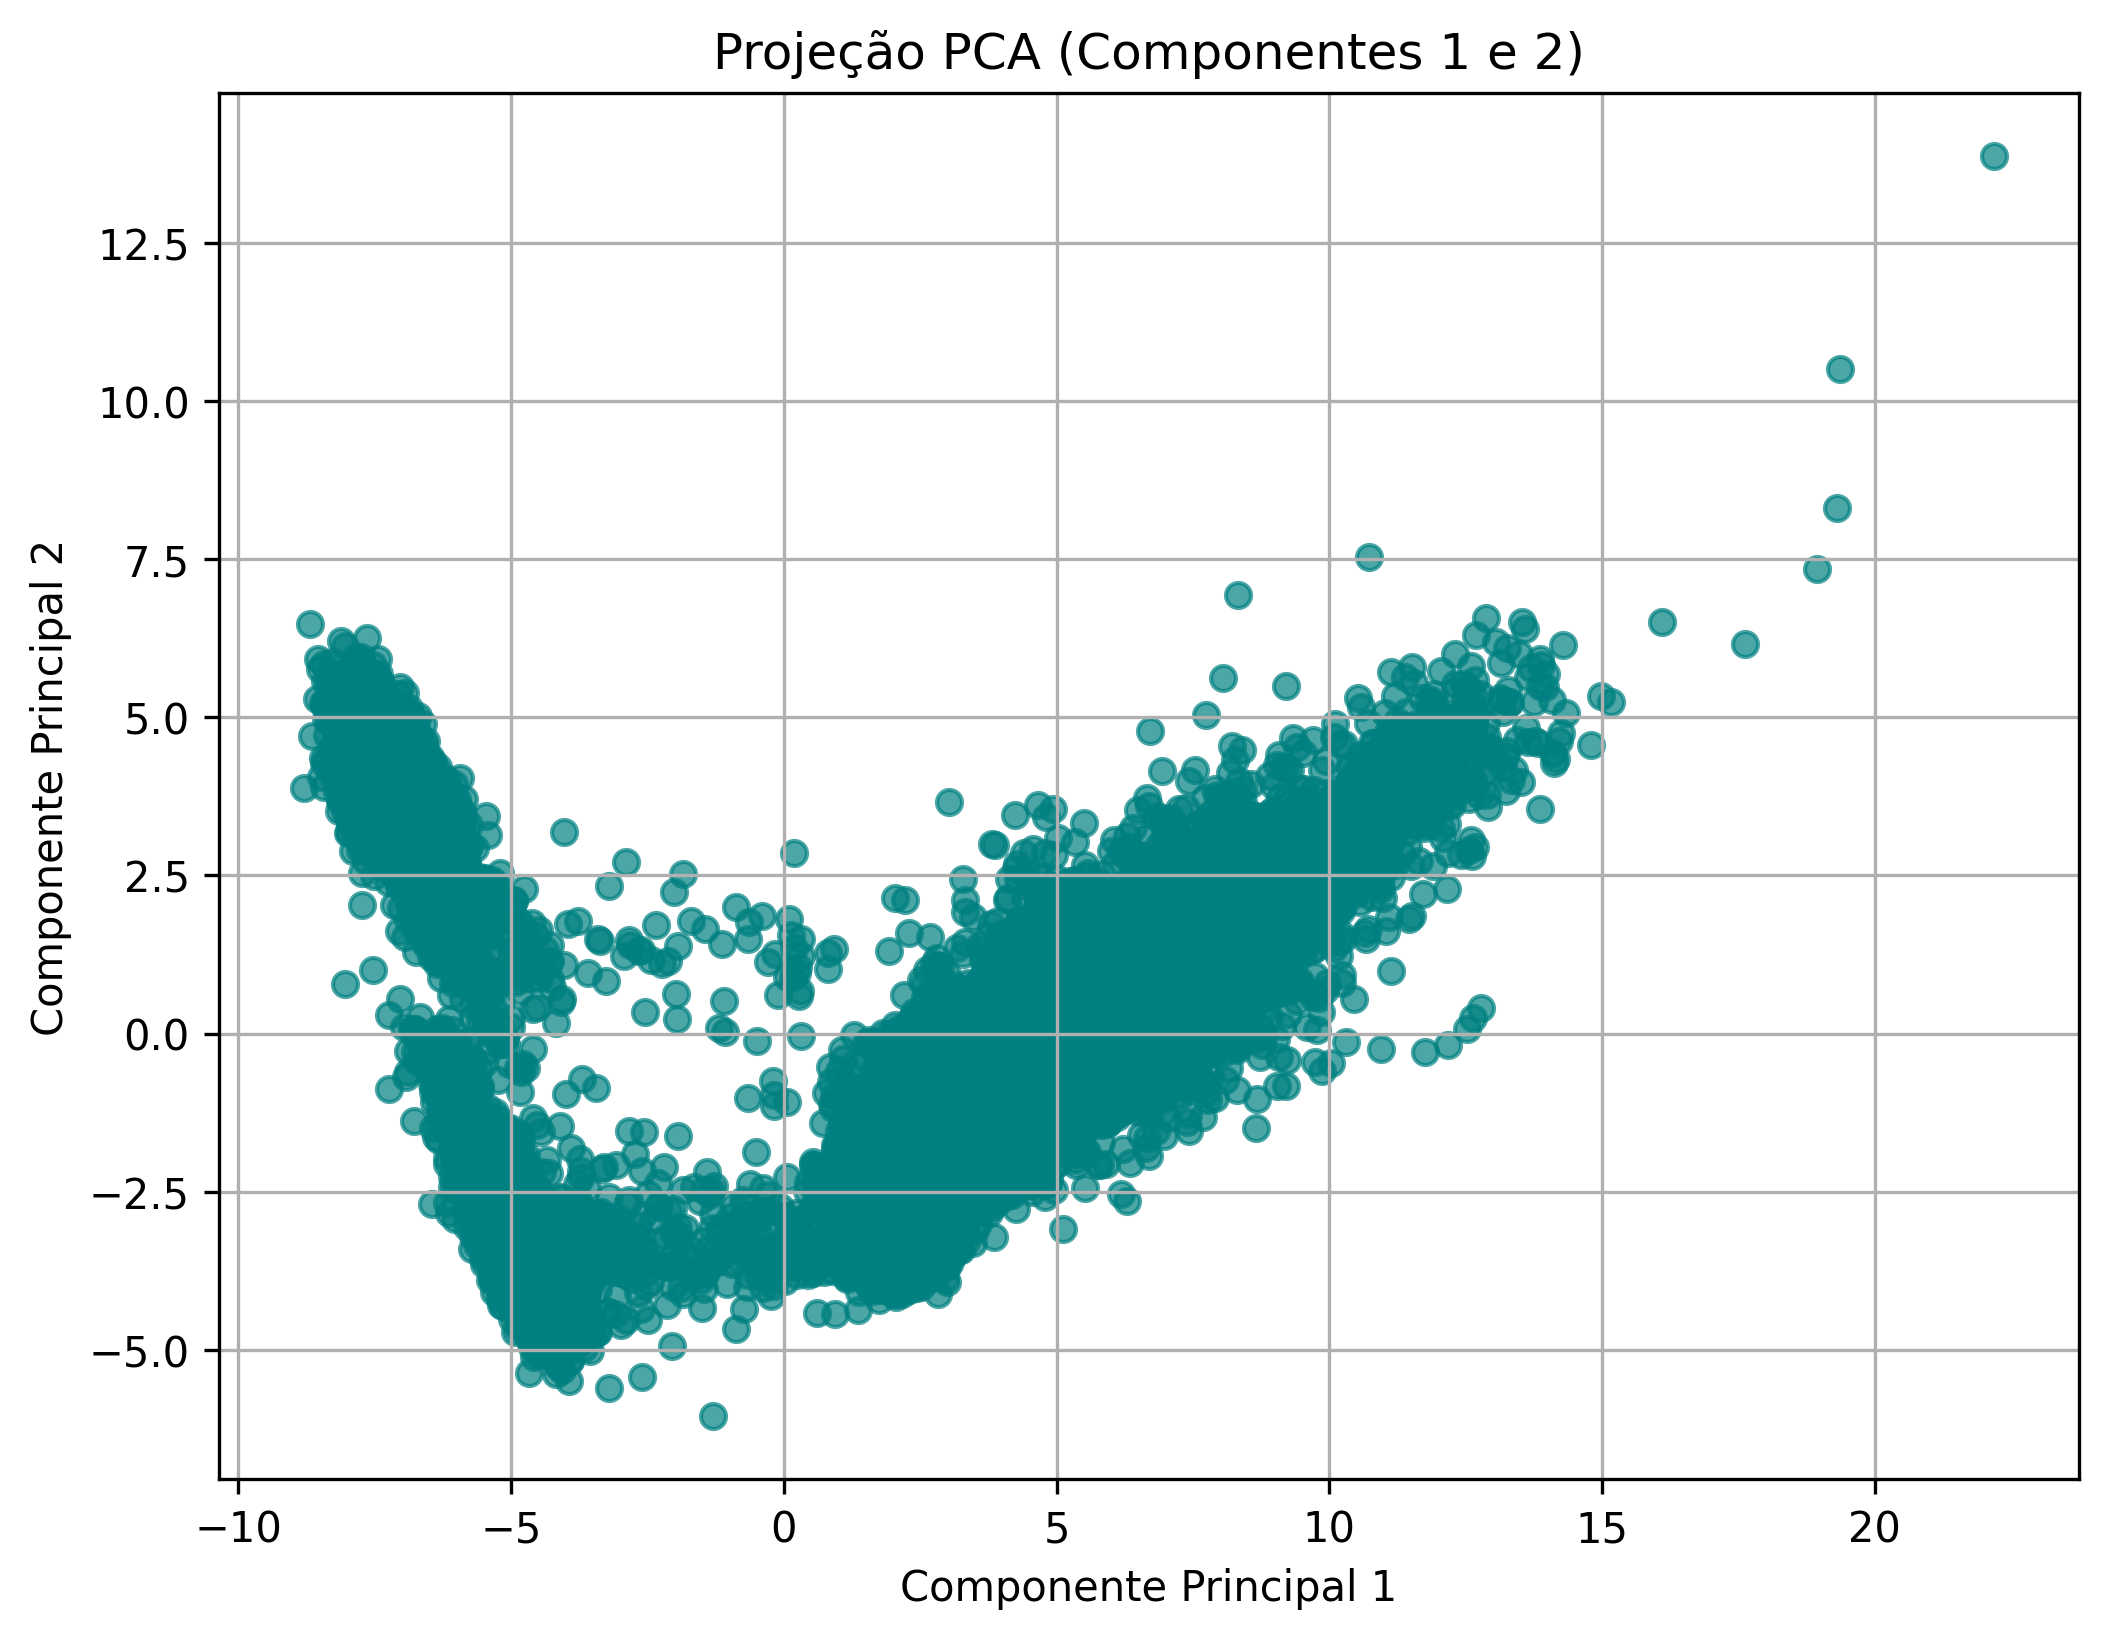 Projeção PCA (Componentes 1 e 2)
12.5
10.0
7.5
5.0
2.5
0.0
−2.5
−5.0
Componente Principal 2
−10 −5 0 5 10 15 20
Componente Principal 1